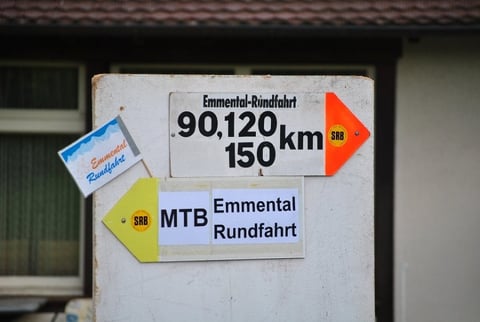 Emmental-Rundfahrt
90,120 km
150
SRB
Emmental
Rundfahrt
SRB
MTB
Emmental
Rundfahrt